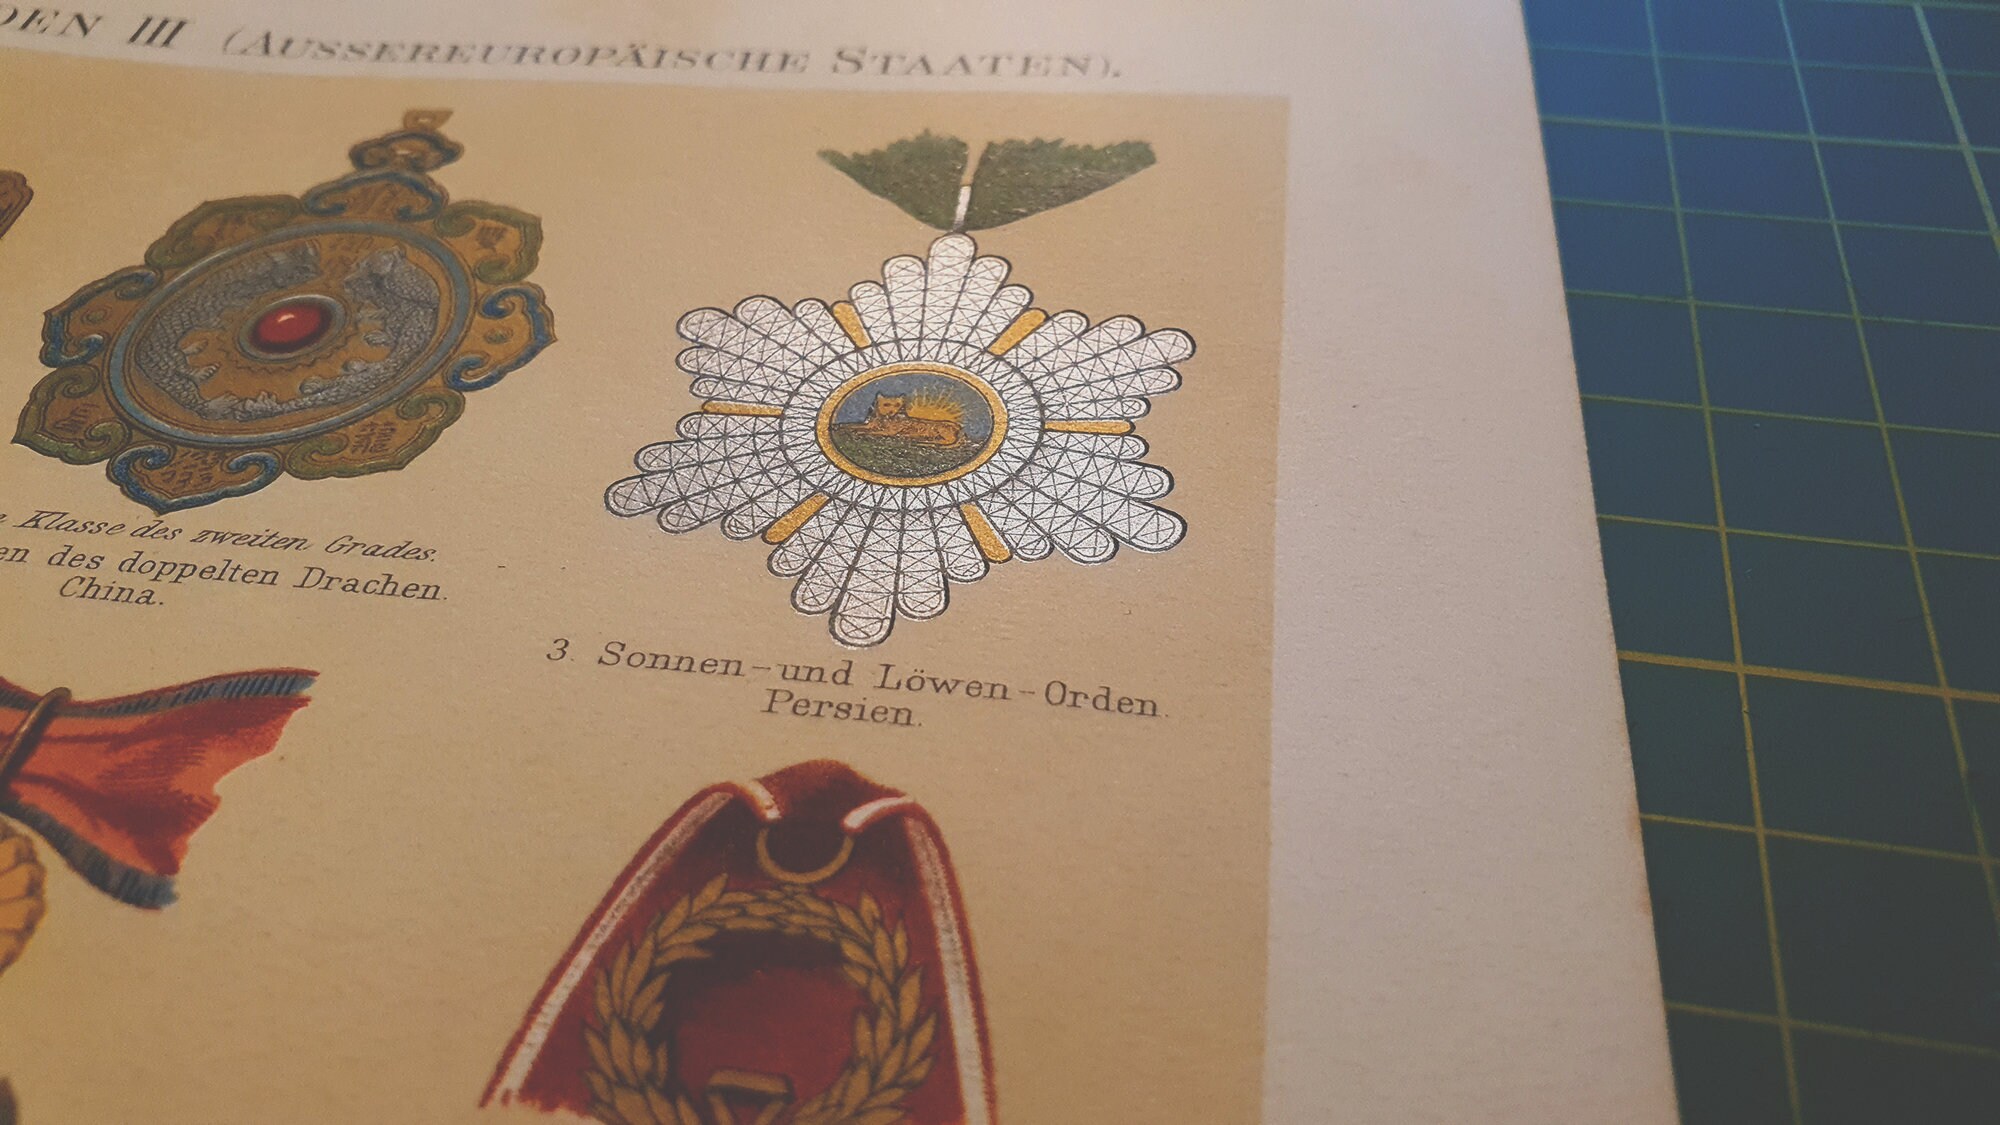 DEN III (AUSSEREUROPÄISCHE STAATEN).
Klasse des zweiten Grades.
en des doppelten Drachen.
China.
3. Sonnen-und Löwen-Orden.
Persien.